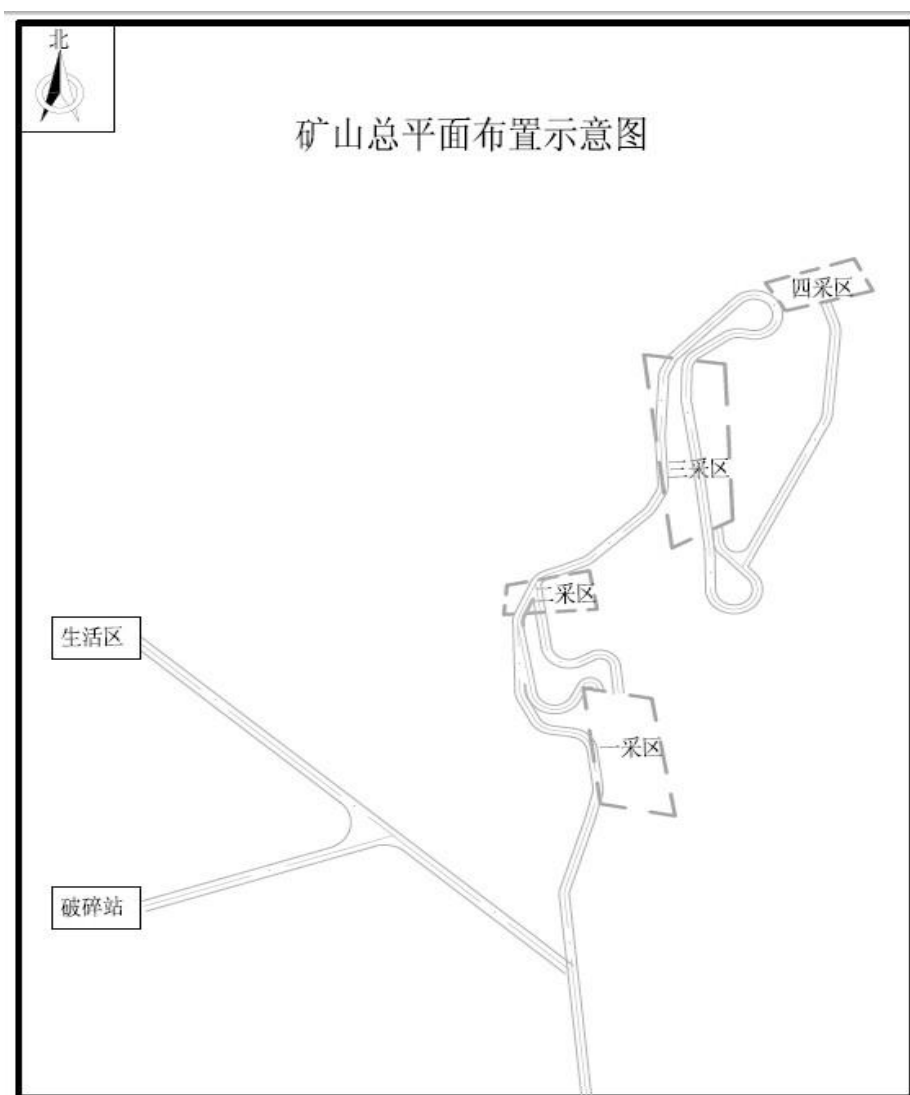 北
矿山总平面布置示意图
四采区
三采区
二采区
生活区
一采区
破碎站